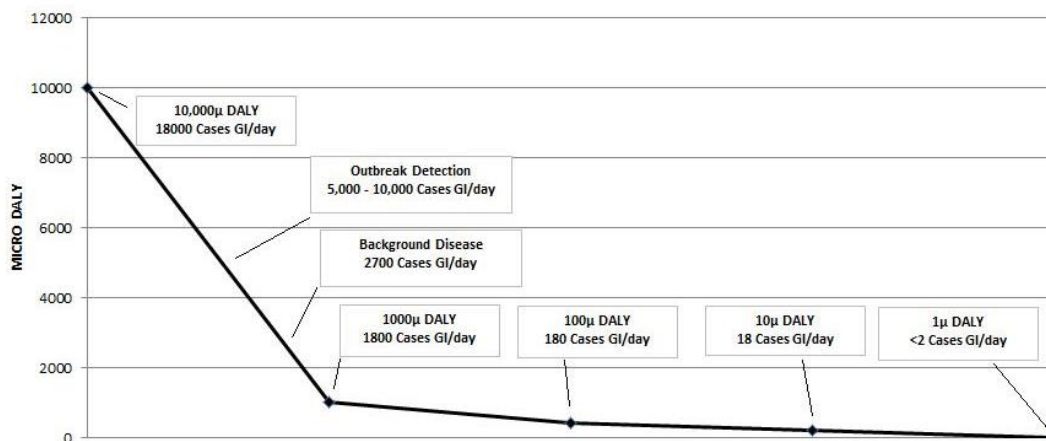 12000
10000
8000
6000
4000
2000
0
MICRO DALY
10,000µ DALY
18000 Cases GI/day
Outbreak Detection
5,000 - 10,000 Cases GI/day
Background Disease
2700 Cases GI/day
1000µ DALY
1800 Cases GI/day
100µ DALY
180 Cases GI/day
10µ DALY
18 Cases GI/day
1µ DALY
<2 Cases GI/day